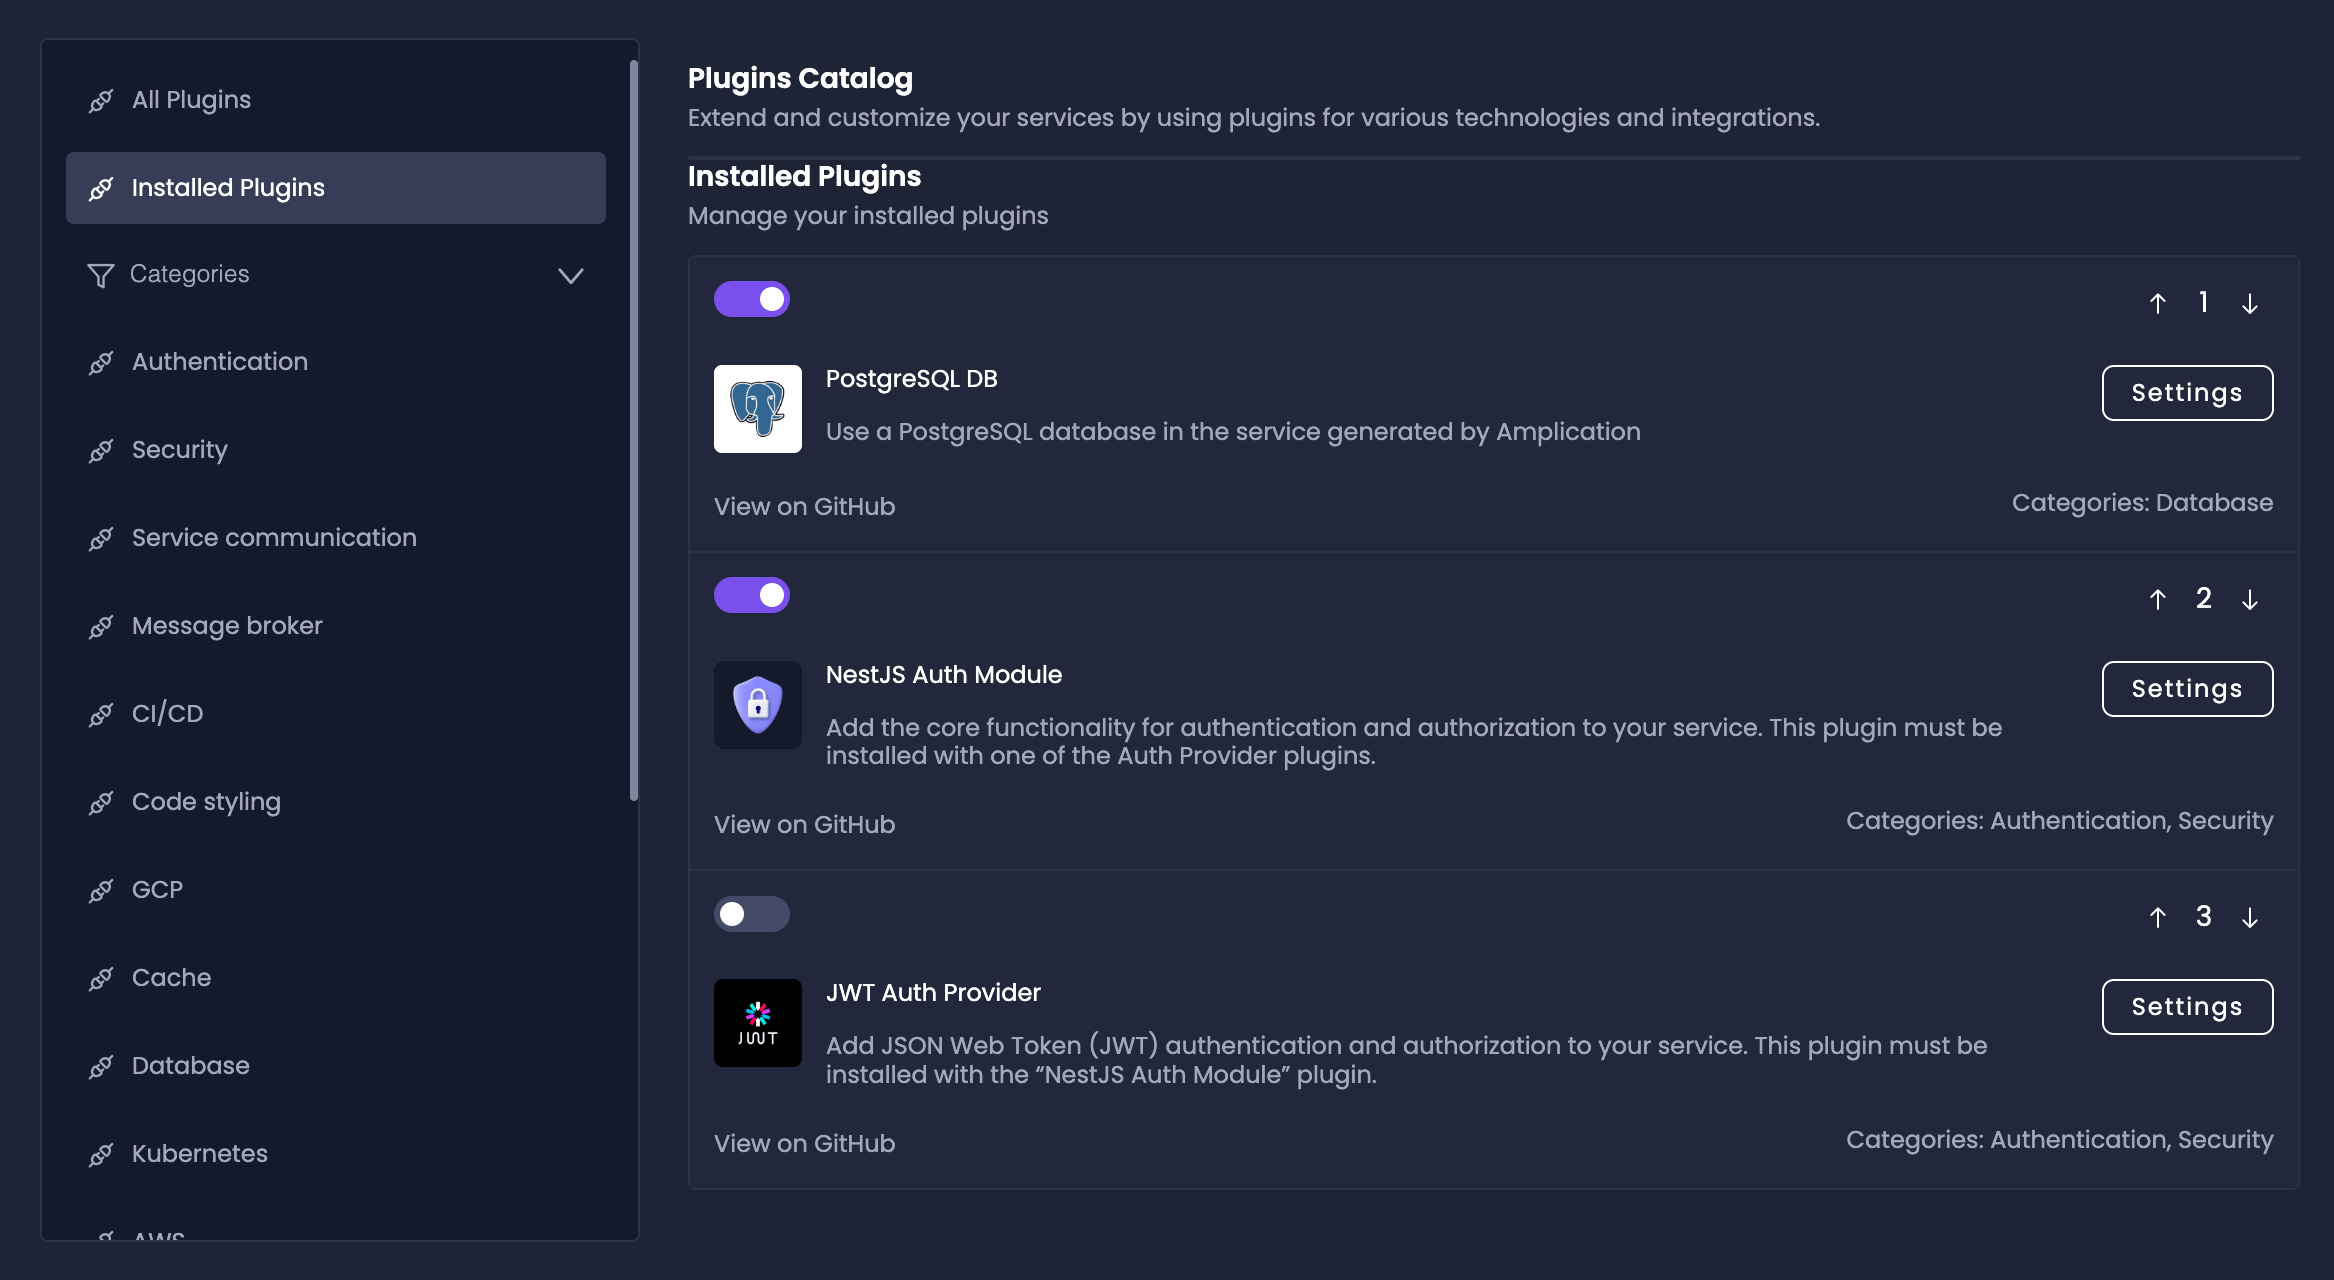 All Plugins
Installed Plugins
Categories
Authentication
Security
Service communication
Message broker
CI/CD
Code styling
GCP
Cache
Database
Kubernetes
AWS
Plugins Catalog
Extend and customize your services by using plugins for various technologies and integrations.
Installed Plugins
Manage your installed plugins
1
PostgreSQL DB
Settings
Use a PostgreSQL database in the service generated by Amplication
View on GitHub
Categories: Database
2
NestJS Auth Module
Settings
Add the core functionality for authentication and authorization to your service. This plugin must be
installed with one of the Auth Provider plugins.
View on GitHub
Categories: Authentication, Security
3
JWT
JWT Auth Provider
Settings
Add JSON Web Token (JWT) authentication and authorization to your service. This plugin must be
installed with the “NestJS Auth Module” plugin.
View on GitHub
Categories: Authentication, Security